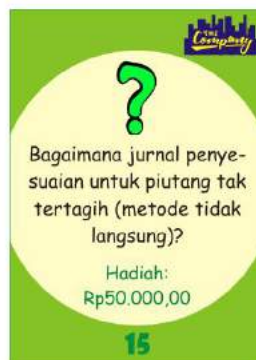 THE
Company
?
Bagaimana jurnal penye-
suaian untuk piutang tak
tertagih (metode tidak
langsung)?
Hadiah:
Rp50.000,00
15